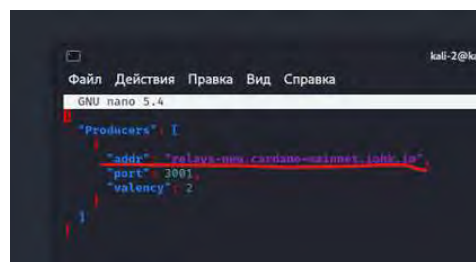 kali-2@ka
Файл Действия Правка Вид Справка
GNU nano 5.4
{
"Producers": [
{
"addr": "relays-new.cardano-mainnet.iohk.io",
"port": 3001,
"valency": 2
}
]
}